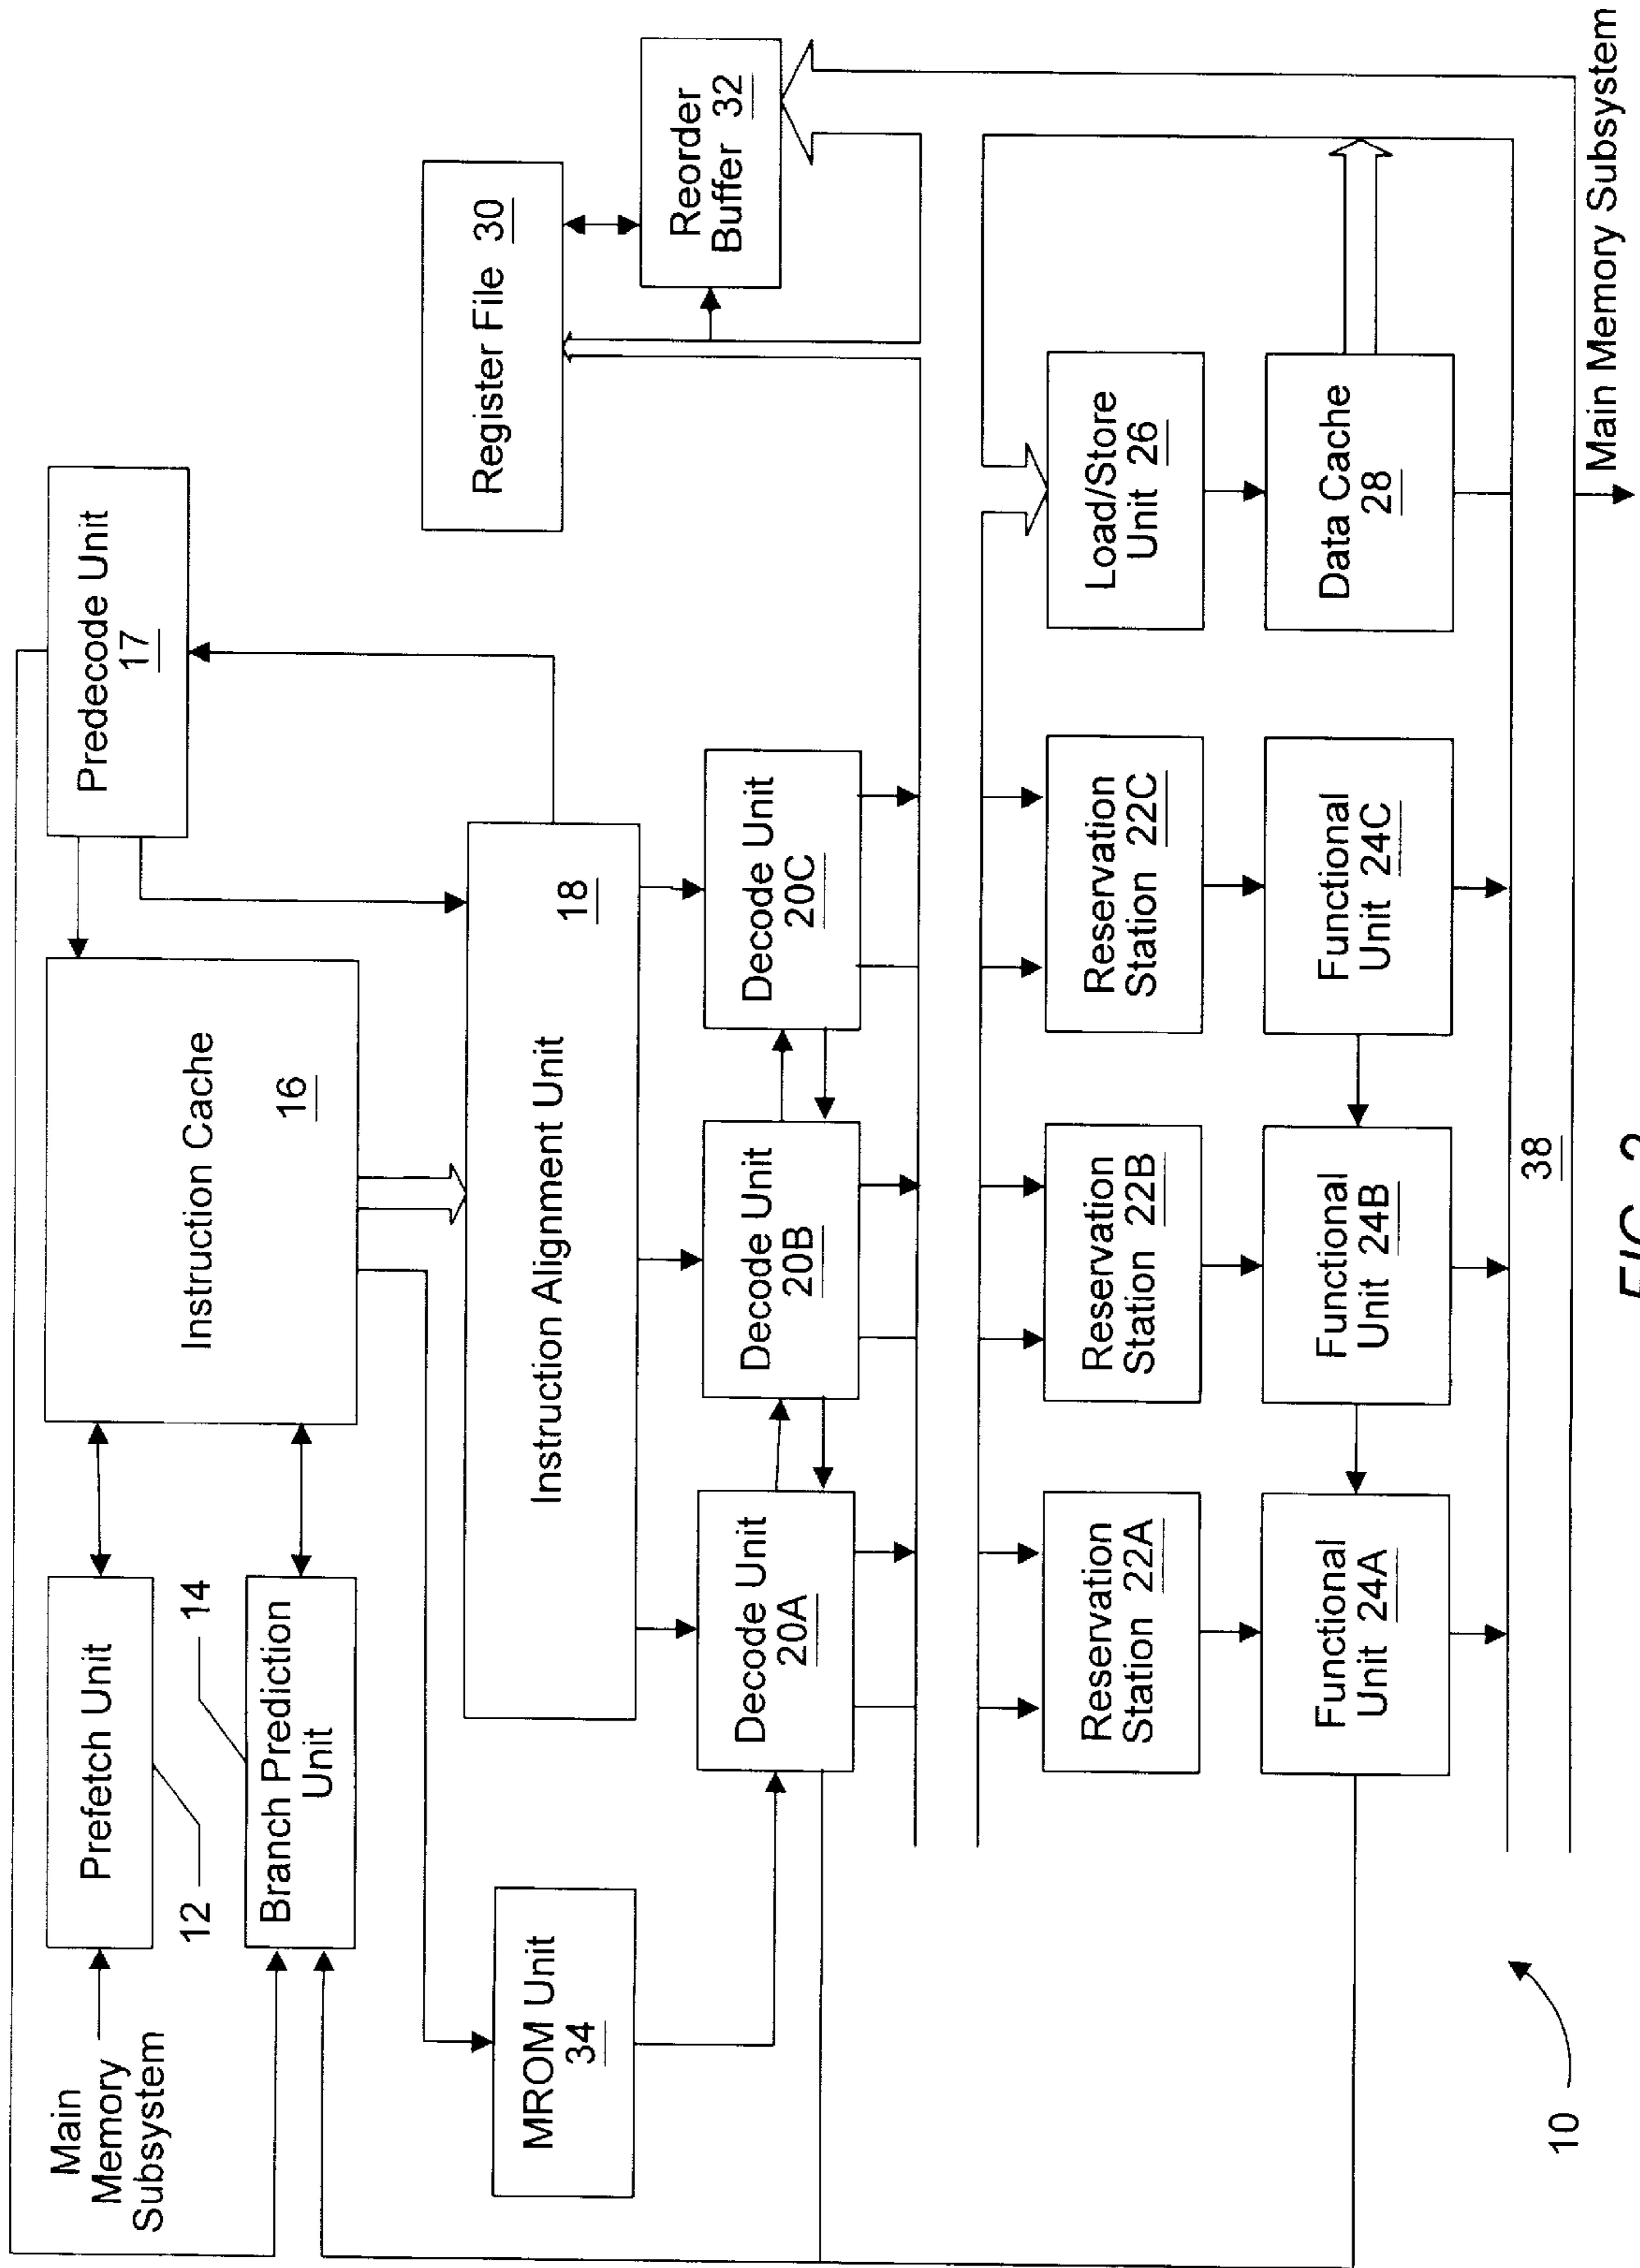 Main
Memory
Subsystem
Prefetch Unit
12
14
Branch Prediction
Unit
Instruction Cache
16
Predecode Unit
17
MROM Unit
34
Instruction Alignment Unit
18
Register File 30
Reorder
Buffer 32
Decode Unit
20A
Decode Unit
20B
Decode Unit
20C
Reservation
Station 22A
Reservation
Station 22B
Reservation
Station 22C
Load/Store
Unit 26
Functional
Unit 24A
Functional
Unit 24B
Functional
Unit 24C
Data Cache
28
38
10
Main Memory Subsystem